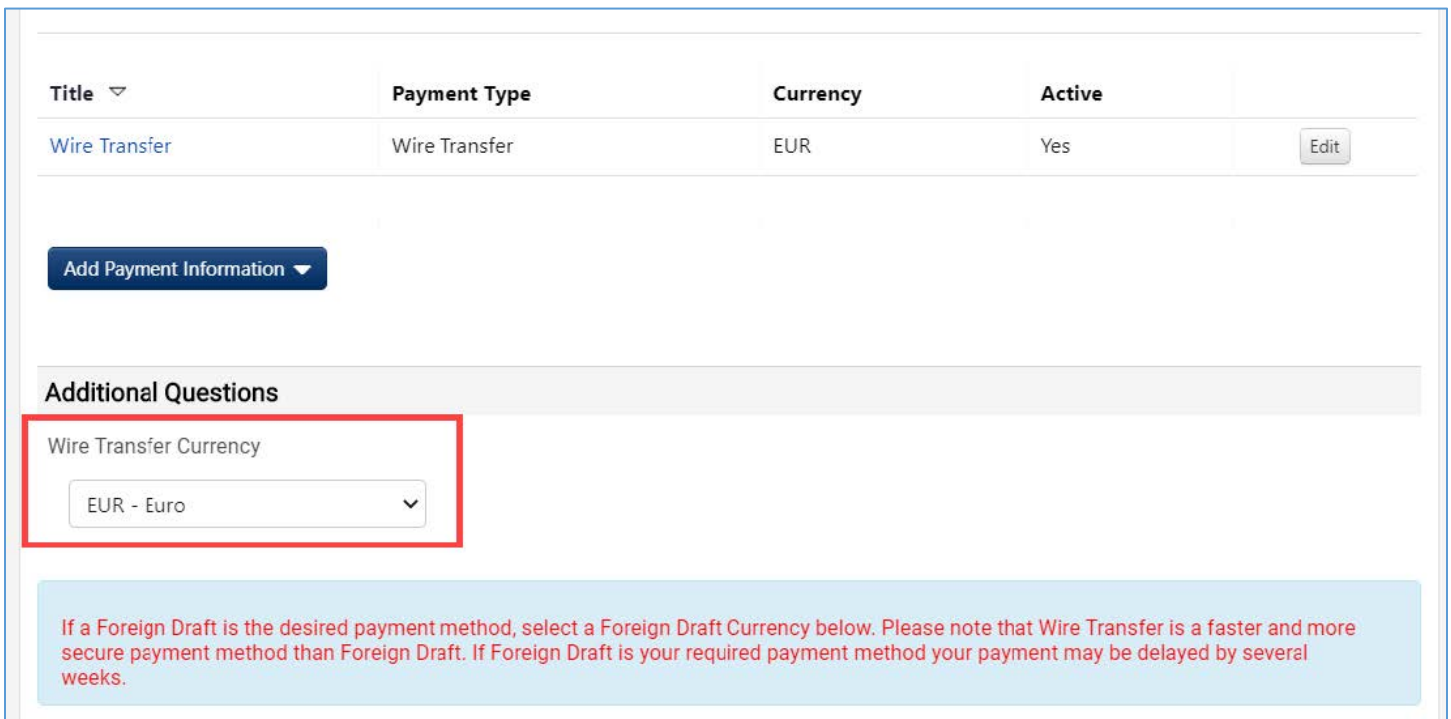 Title Payment Type Currency Active
Wire Transfer Wire Transfer EUR Yes Edit
Add Payment Information
Additional Questions
Wire Transfer Currency
EUR - Euro
If a Foreign Draft is the desired payment method, select a Foreign Draft Currency below. Please note that Wire Transfer is a faster and more
secure payment method than Foreign Draft. If Foreign Draft is your required payment method your payment may be delayed by several
weeks.